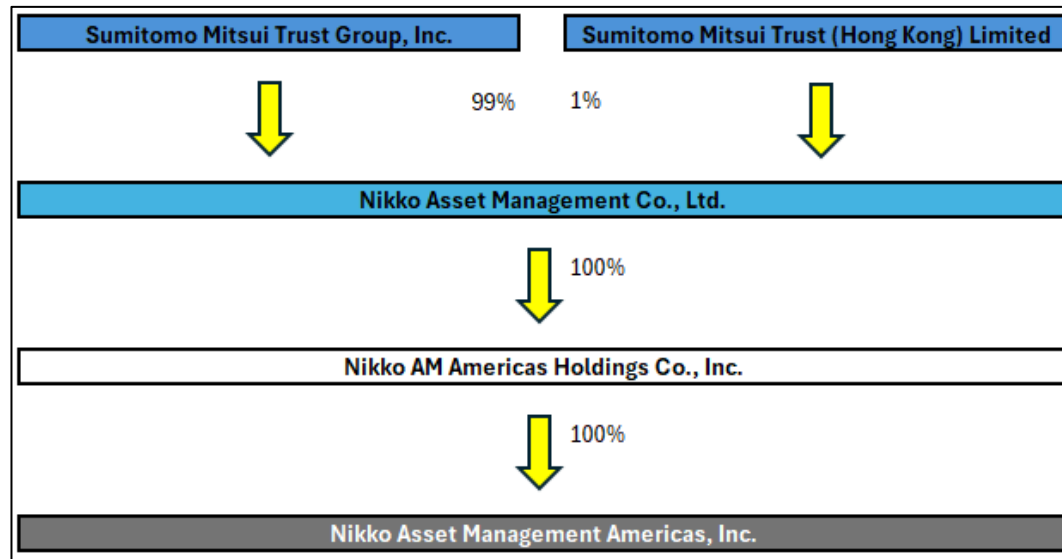 Sumitomo Mitsui Trust Group, Inc.
Sumitomo Mitsui Trust (Hong Kong) Limited
99%
1%
Nikko Asset Management Co., Ltd.
100%
Nikko AM Americas Holdings Co., Inc.
100%
Nikko Asset Management Americas, Inc.